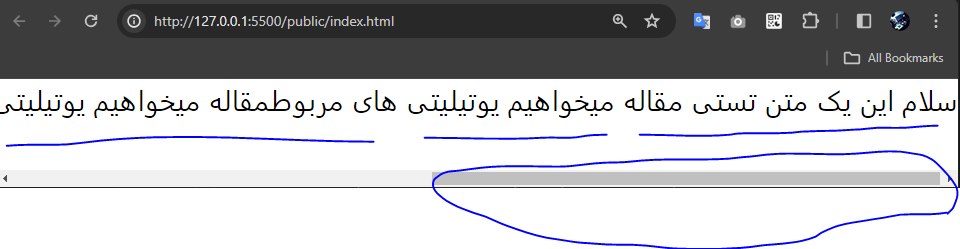 http://127.0.0.1:5500/public/index.html
All Bookmarks
سلام این یک متن تستی مقاله میخواهیم یوتیلیتی های مربوطمقاله میخواهیم یوتیلیتی